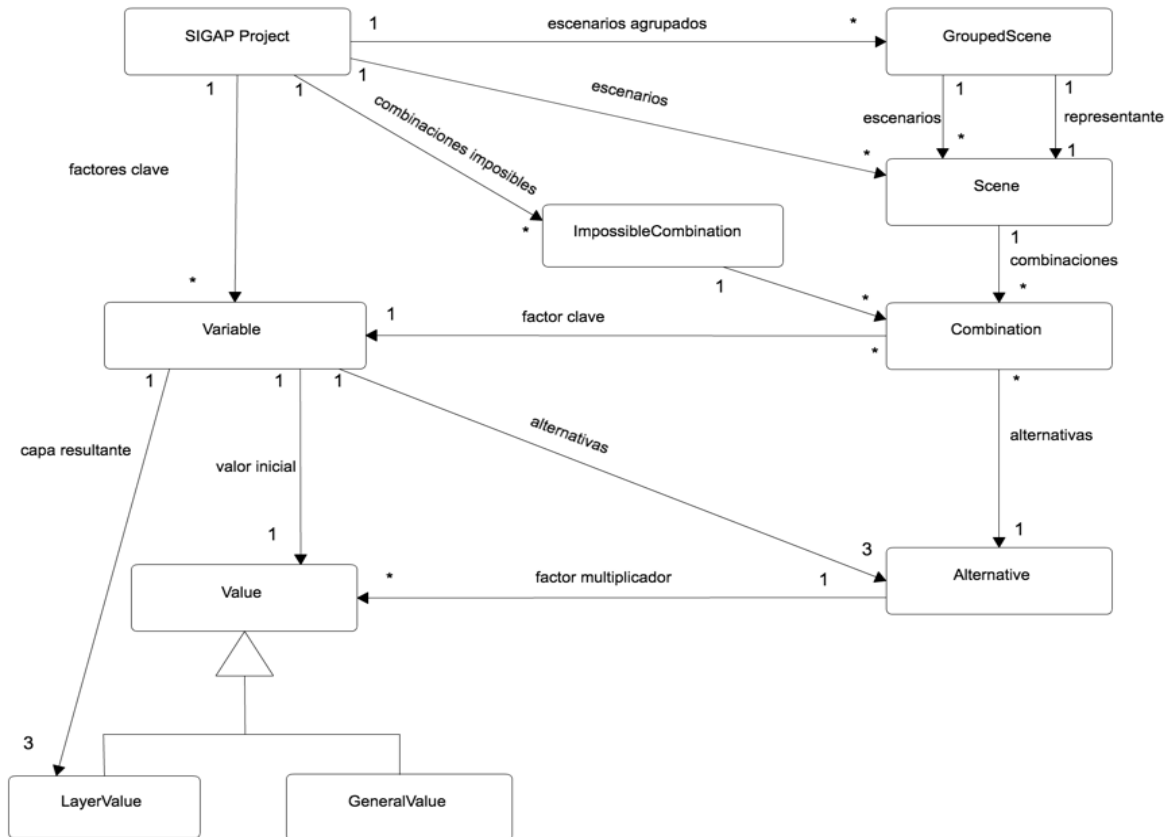 1
escenarios agrupados
*
SIGAP Project
GroupedScene
1
1
1
1
1
escenarios
combinaciones imposibles
escenarios
representante
factores clave
*
*
1
Scene
ImpossibleCombination
*
1
combinaciones
1
*
*
*
1
factor clave
Variable
Combination
*
*
1
1
1
capa resultante
valor inicial
alternativas
alternativas
1
3
1
*
factor multiplicador
1
Alternative
Value
3
LayerValue
GeneralValue